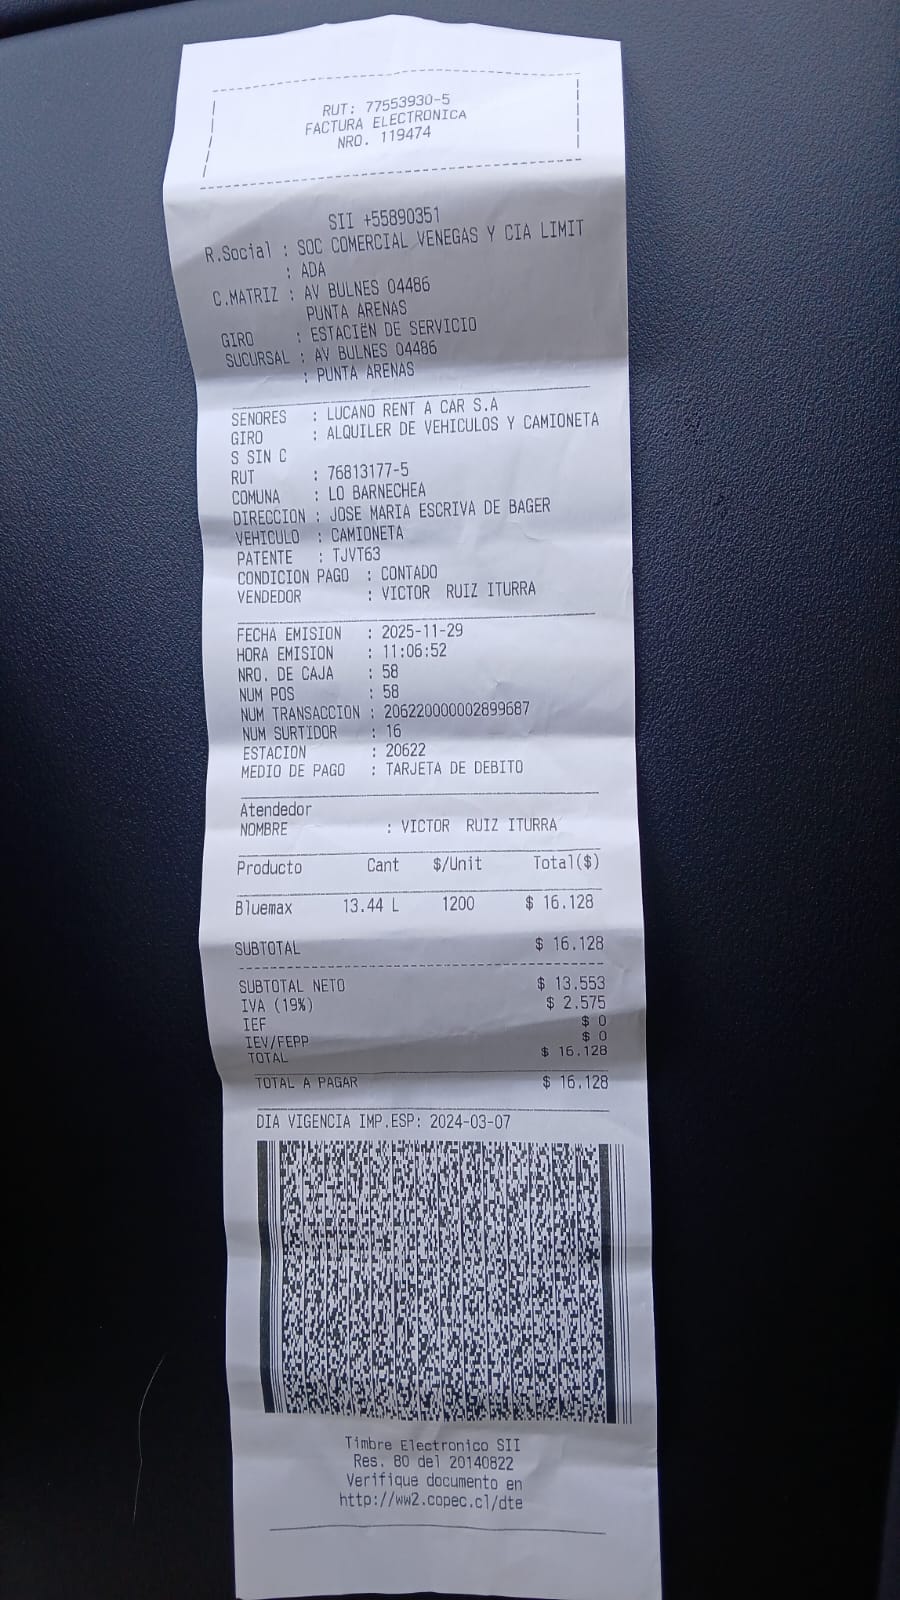 RUT: 77553930-5
FACTURA ELECTRONICA
NRO. 119474
SII +55890351
R.Social : SOC COMERCIAL VENEGAS Y CIA LIMIT
: ADA
C.MATRIZ : AV BULNES 04486
PUNTA ARENAS
GIRO : ESTACIËN DE SERVICIO
SUCURSAL : AV BULNES 04486
: PUNTA ARENAS
SENORES : LUCANO RENT A CAR S.A
GIRO : ALQUILER DE VEHICULOS Y CAMIONETA
S SIN C
RUT : 76813177-5
COMUNA : LO BARNECHEA
DIRECCION : JOSE MARIA ESCRIVA DE BAGER
VEHICULO : CAMIONETA
PATENTE : TJVT63
CONDICION PAGO : CONTADO
VENDEDOR : VICTOR RUIZ ITURRA
FECHA EMISION : 2025-11-29
HORA EMISION : 11:06:52
NRO. DE CAJA : 58
NUM POS : 58
NUM TRANSACCION : 206220000002899687
NUM SURTIDOR : 16
ESTACION : 20622
MEDIO DE PAGO : TARJETA DE DEBITO
Atendedor
NOMBRE : VICTOR RUIZ ITURRA
Producto Cant $/Unit Total($)
Bluemax 13.44 L 1200 $ 16.128
SUBTOTAL $ 16.128
SUBTOTAL NETO $ 13.553
IVA (19%) $ 2.575
IEF $ 0
IEV/FEPP $ 0
TOTAL $ 16.128
TOTAL A PAGAR $ 16.128
DIA VIGENCIA IMP.ESP: 2024-03-07
Timbre Electronico SII
Res. 80 del 20140822
Verifique documento en
http://ww2.copec.cl/dte